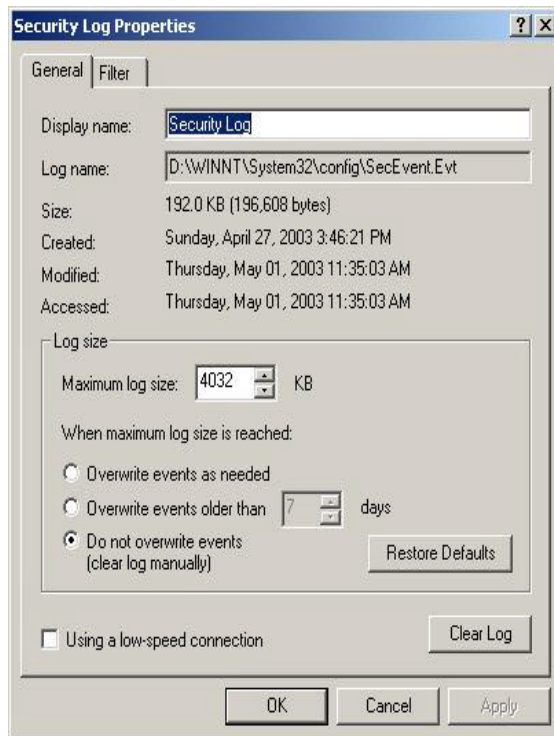 Security Log Properties
General
Filter
Display name: Security Log
Log name: D:\WINNT\System32\config\SecEvent.Evt
Size: 192.0 KB (196,608 bytes)
Created: Sunday, April 27, 2003 3:46:21 PM
Modified: Thursday, May 01, 2003 11:35:03 AM
Accessed: Thursday, May 01, 2003 11:35:03 AM
Log size
Maximum log size: 4032 KB
When maximum log size is reached:
Overwrite events as needed
Overwrite events older than 7 days
Do not overwrite events
(clear log manually)
Restore Defaults
Using a low-speed connection
Clear Log
OK
Cancel
Apply